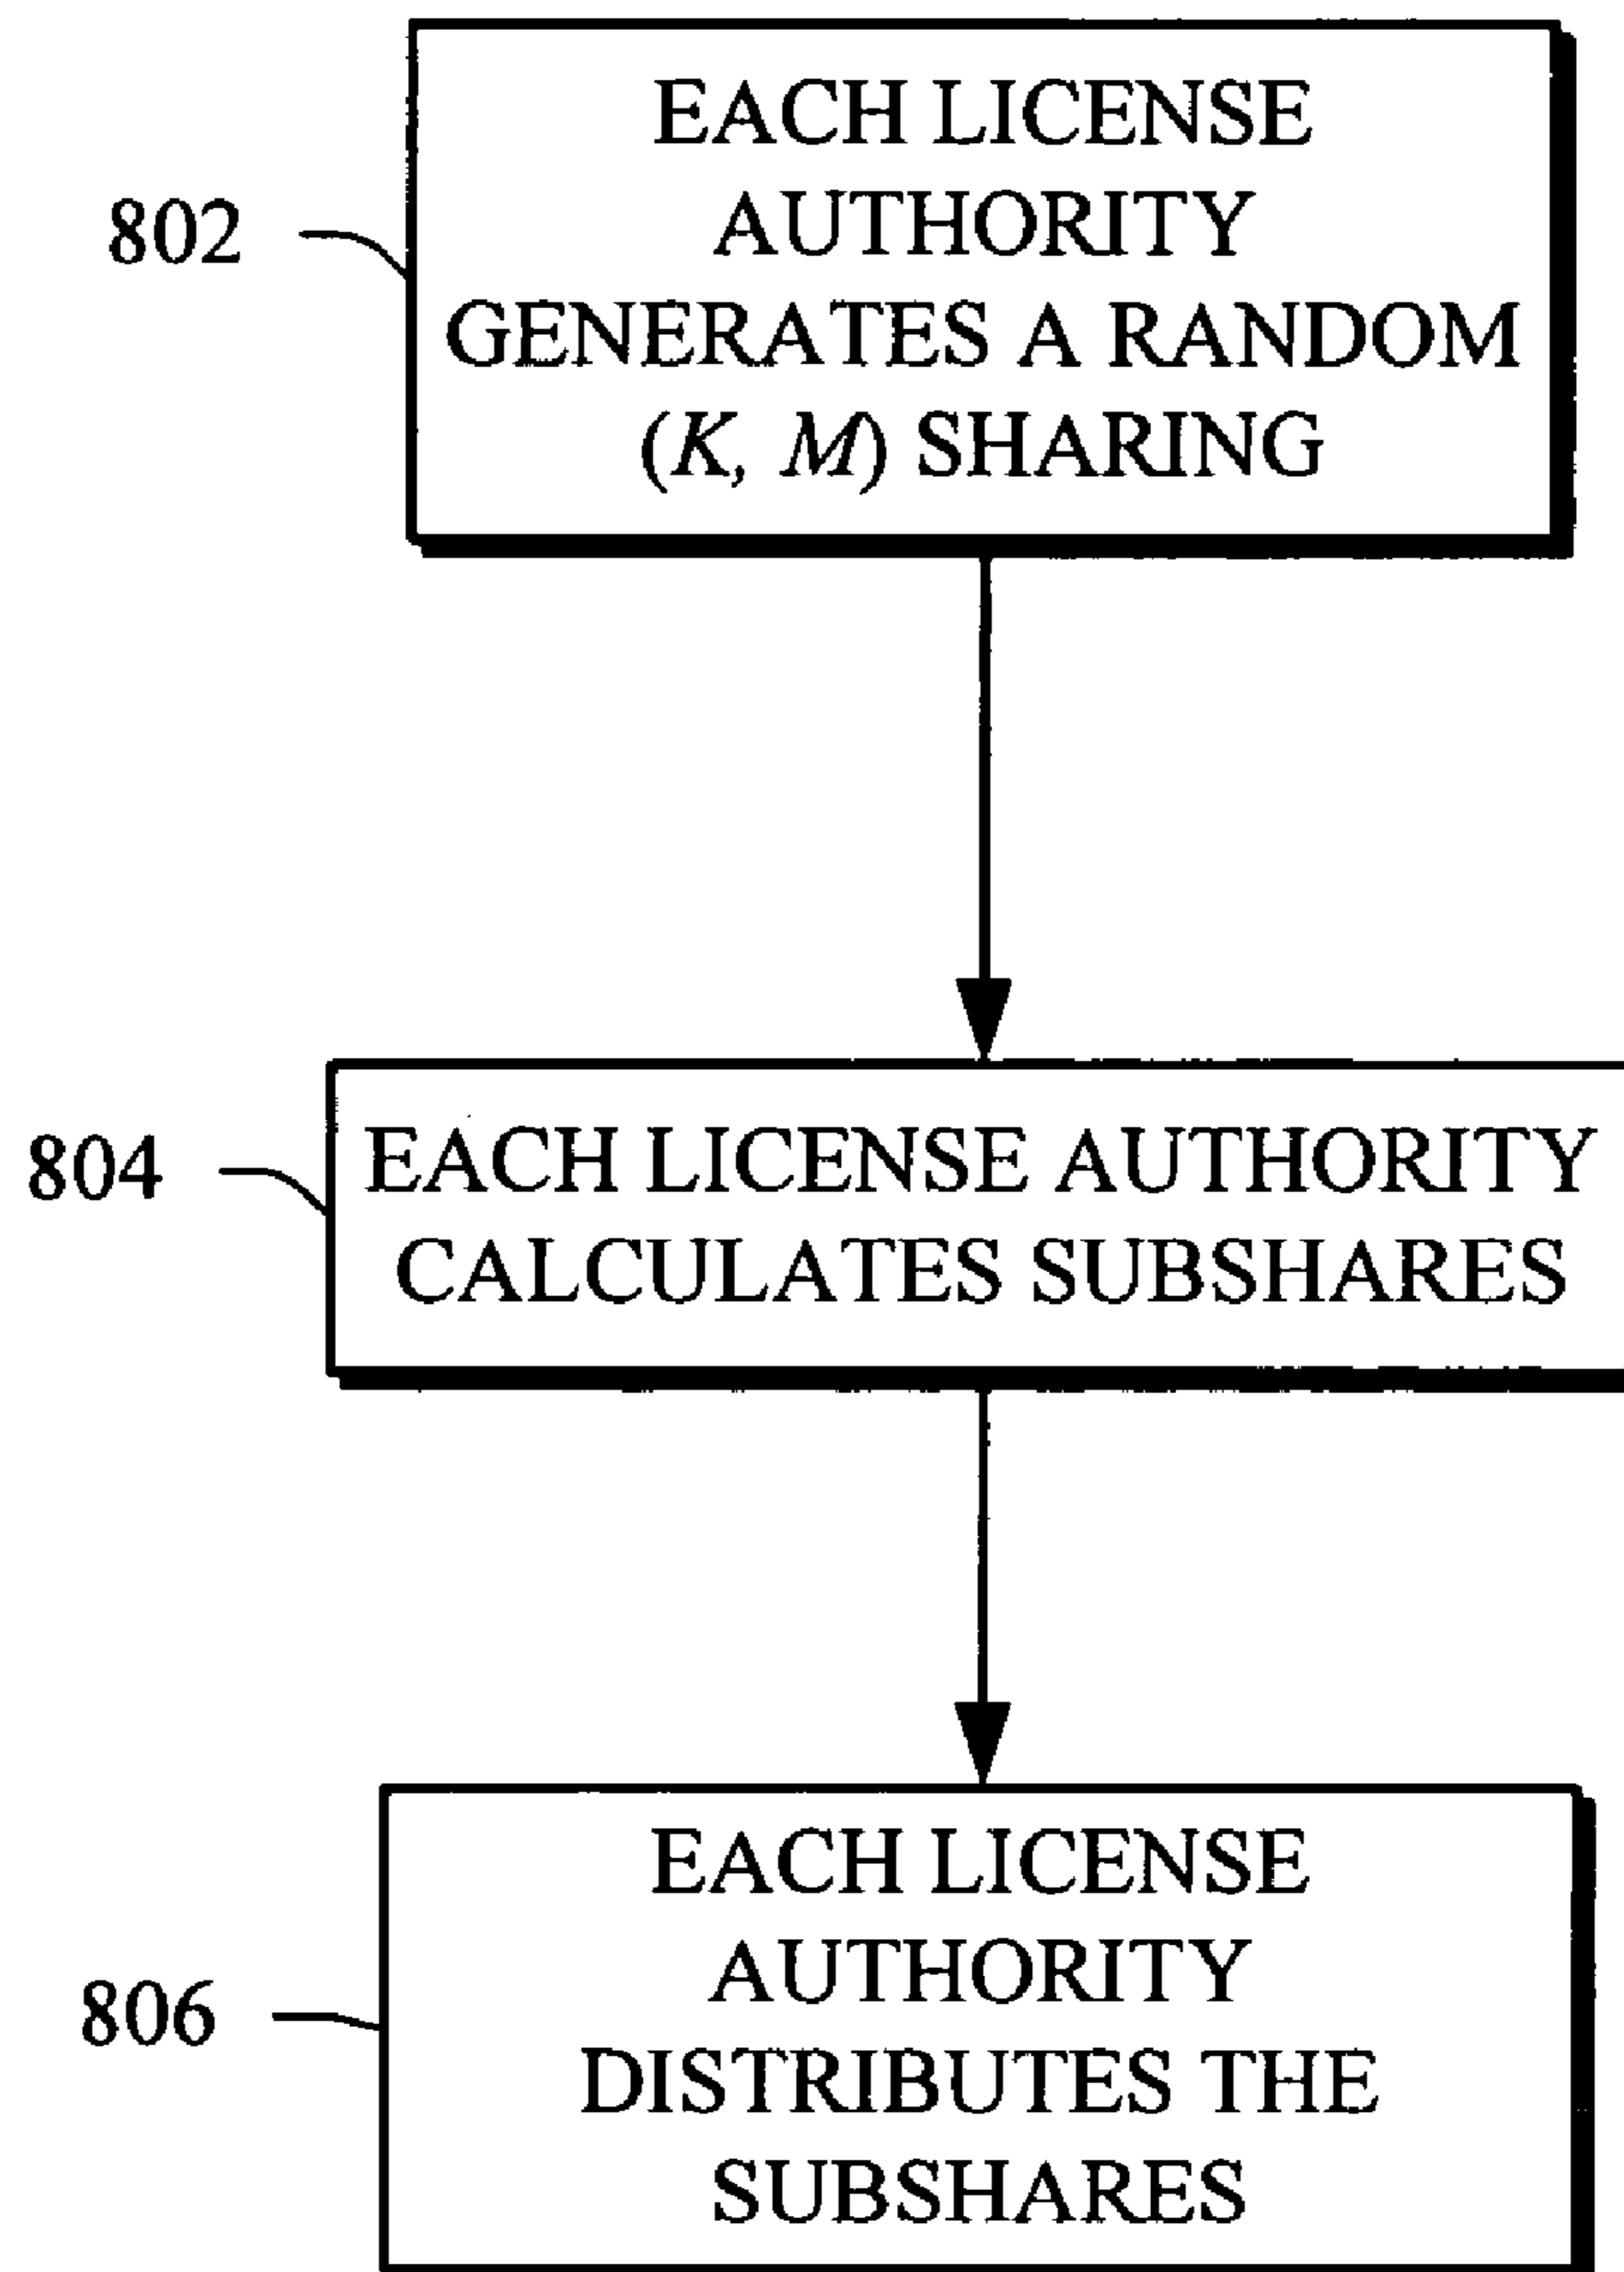 EACH LICENSE
AUTHORITY
802
GENERATES A RANDOM
(K, M) SHARING
804
EACH LICENSE AUTHORITY
CALCULATES SUBSHARES
EACH LICENSE
AUTHORITY
806
DISTRIBUTES THE
SUBSHARES